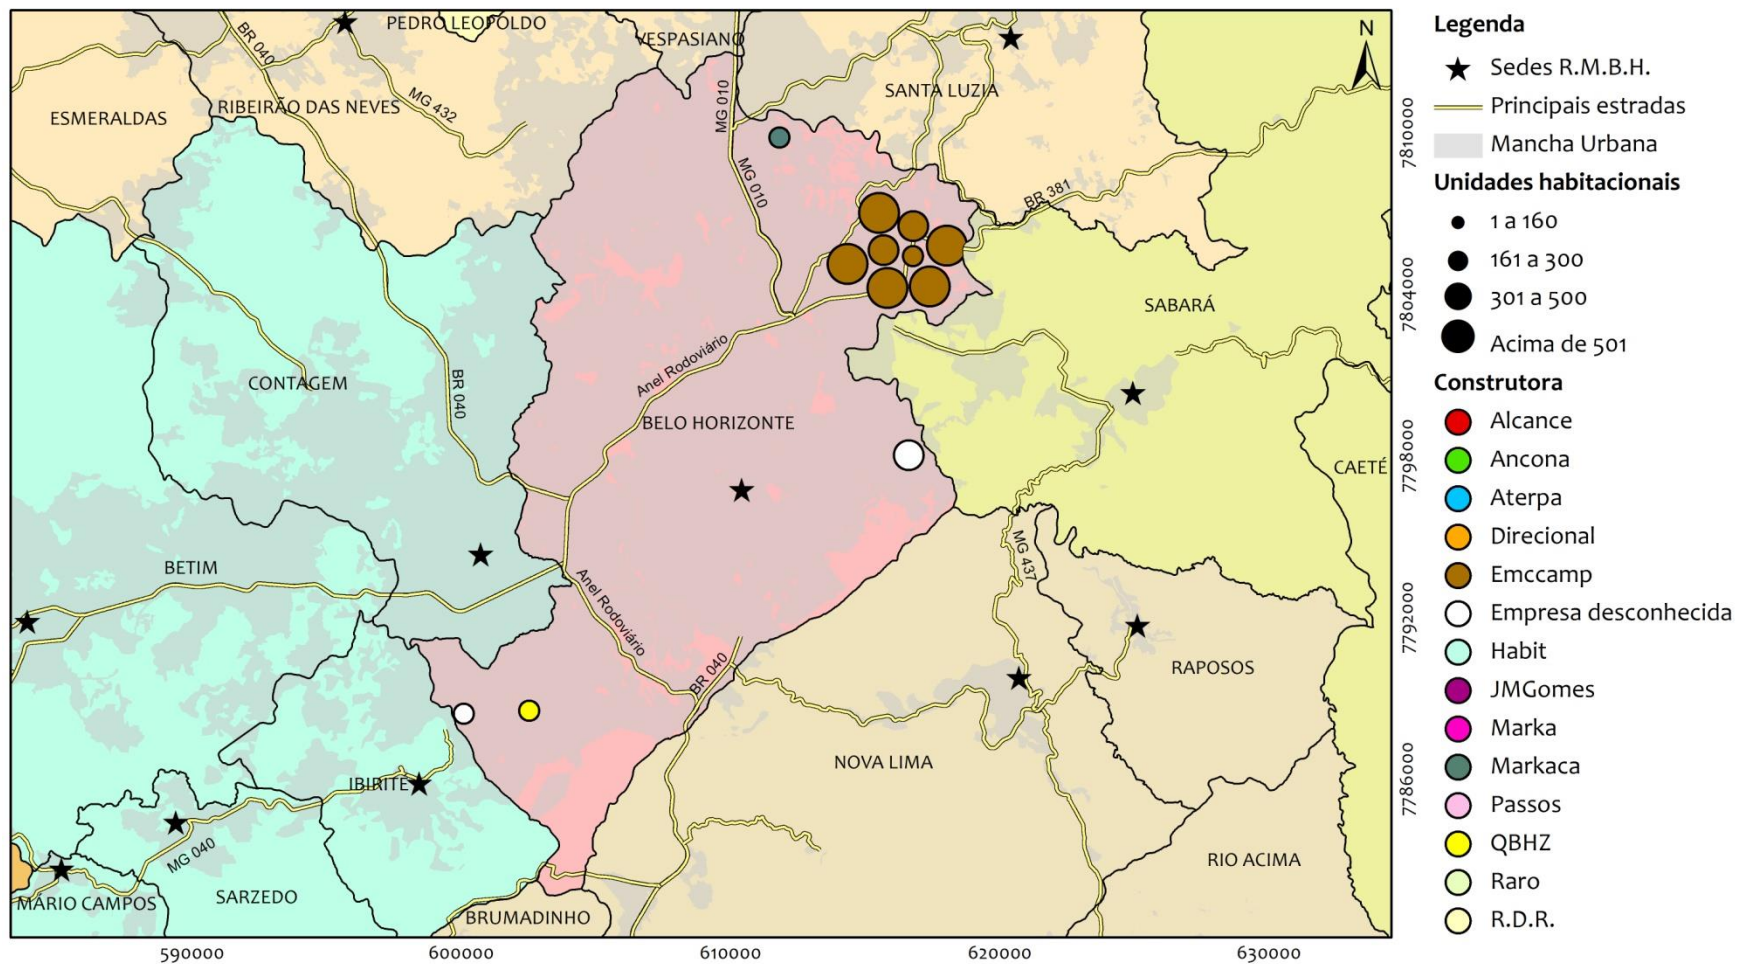 PEDRO LEOPOLDO
VESPASIANO
BR 040
ESMERALDAS
RIBEIRÃO DAS NEVES
MG 432
MG 010
SANTA LUZIA
N
MG 010
BR 381
SABARÁ
CONTAGEM
BR 040
Anel Rodoviário
BELO HORIZONTE
CAETÉ
BETIM
Anel Rodoviário
MG 437
BR 040
RAPOSOS
NOVA LIMA
IBIRITÉ
MG 040
RIO ACIMA
MÁRIO CAMPOS
SARZEDO
BRUMADINHO
590000
600000
610000
620000
630000
7810000
7804000
7798000
7792000
7786000
Legenda
Sedes R.M.B.H.
Principais estradas
Mancha Urbana
Unidades habitacionais
1 a 160
161 a 300
301 a 500
Acima de 501
Construtora
Alcance
Ancona
Aterpa
Direcional
Emccamp
Empresa desconhecida
Habit
JMGomes
Marka
Markaca
Passos
QBHZ
Raro
R.D.R.